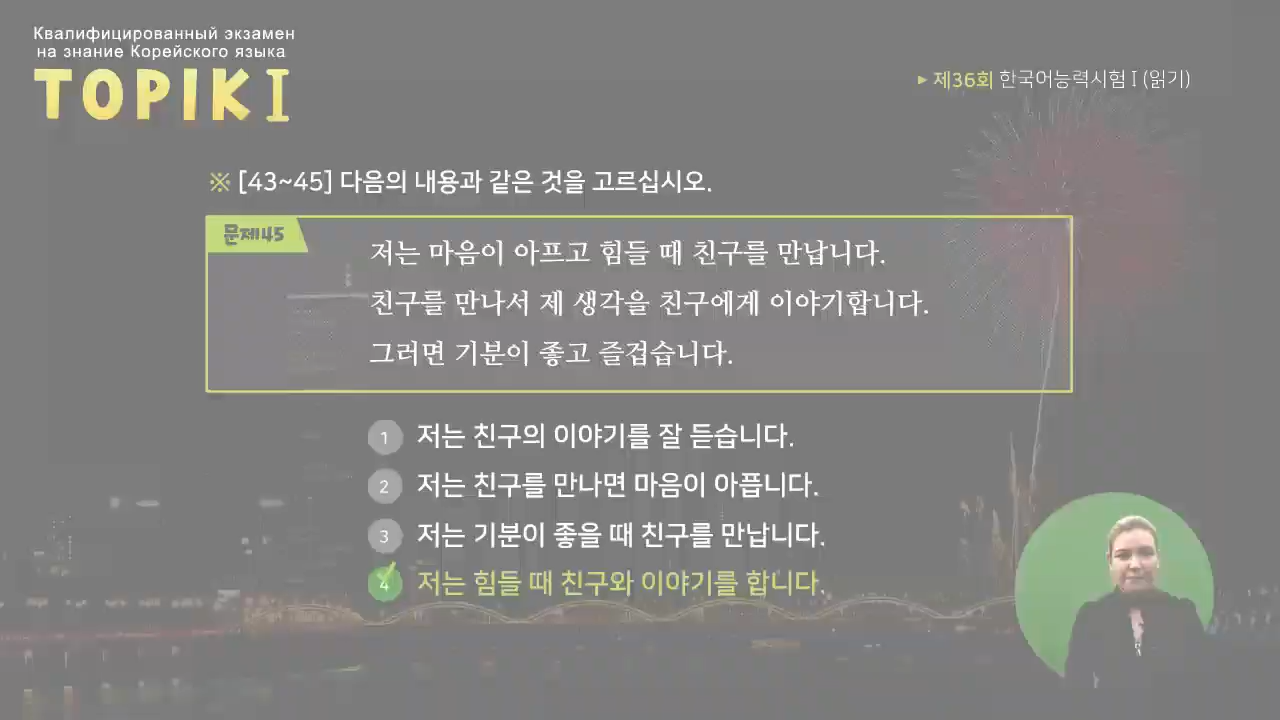 Квалифицированный экзамен
на знание Корейского языка
TOPIK I
▶ 제36회 한국어능력시험 I (읽기)
※ [43~45] 다음의 내용과 같은 것을 고르십시오.
문제45
저는 마음이 아프고 힘들 때 친구를 만납니다.
친구를 만나서 제 생각을 친구에게 이야기합니다.
그러면 기분이 좋고 즐겁습니다.
1 저는 친구의 이야기를 잘 듣습니다.
2 저는 친구를 만나면 마음이 아픕니다.
3 저는 기분이 좋을 때 친구를 만납니다.
4 저는 힘들 때 친구와 이야기를 합니다.